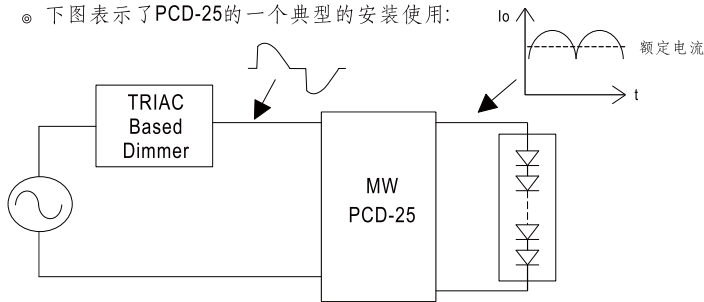 ◎ 下图表示了PCD-25的一个典型的安装使用:
Io
额定电流
t
TRIAC
Based
Dimmer
MW
PCD-25